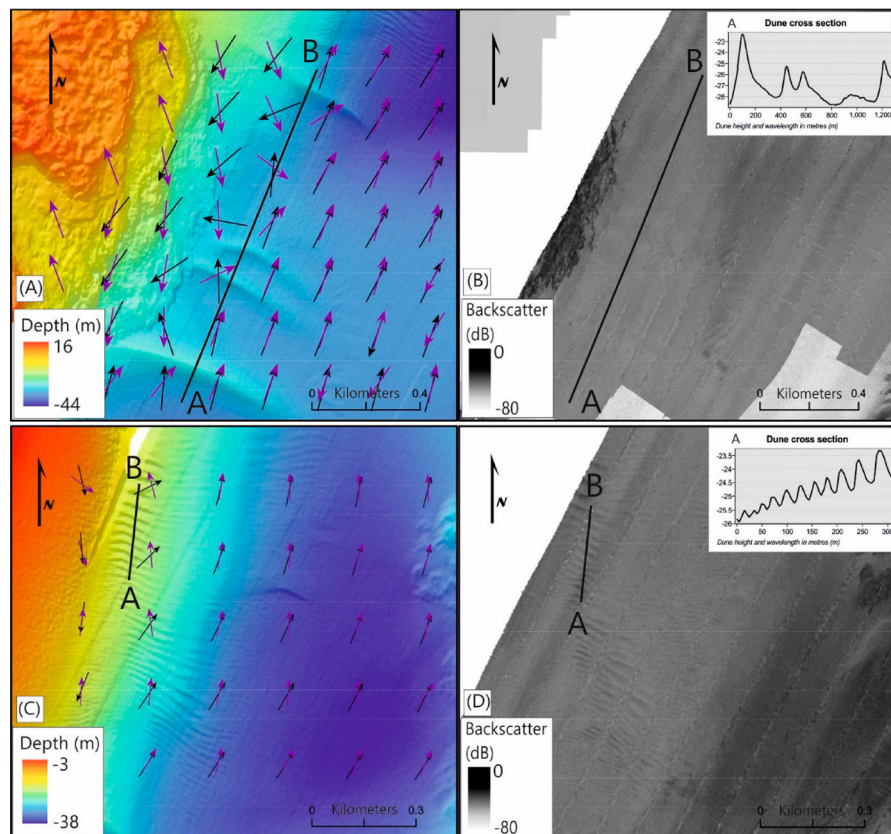 N
B
A
(A)
Depth (m)
16
-44
Kilometers
0 0.4
N
B
A
(B)
Backscatter
(dB)
0
-80
Kilometers
0 0.4
A Dune cross section
-23
-24
-25
-26
-27
-28
0 200 400 600 800 1,000 1,200
Dune height and wavelength in metres (m)
N
B
A
(C)
Depth (m)
-3
-38
Kilometers
0 0.3
N
B
A
(D)
Backscatter
(dB)
0
-80
Kilometers
0 0.3
A Dune cross section
-23.5
-24
-24.5
-25
-25.5
-26
0 50 100 150 200 250 300
Dune height and wavelength in metres (m)